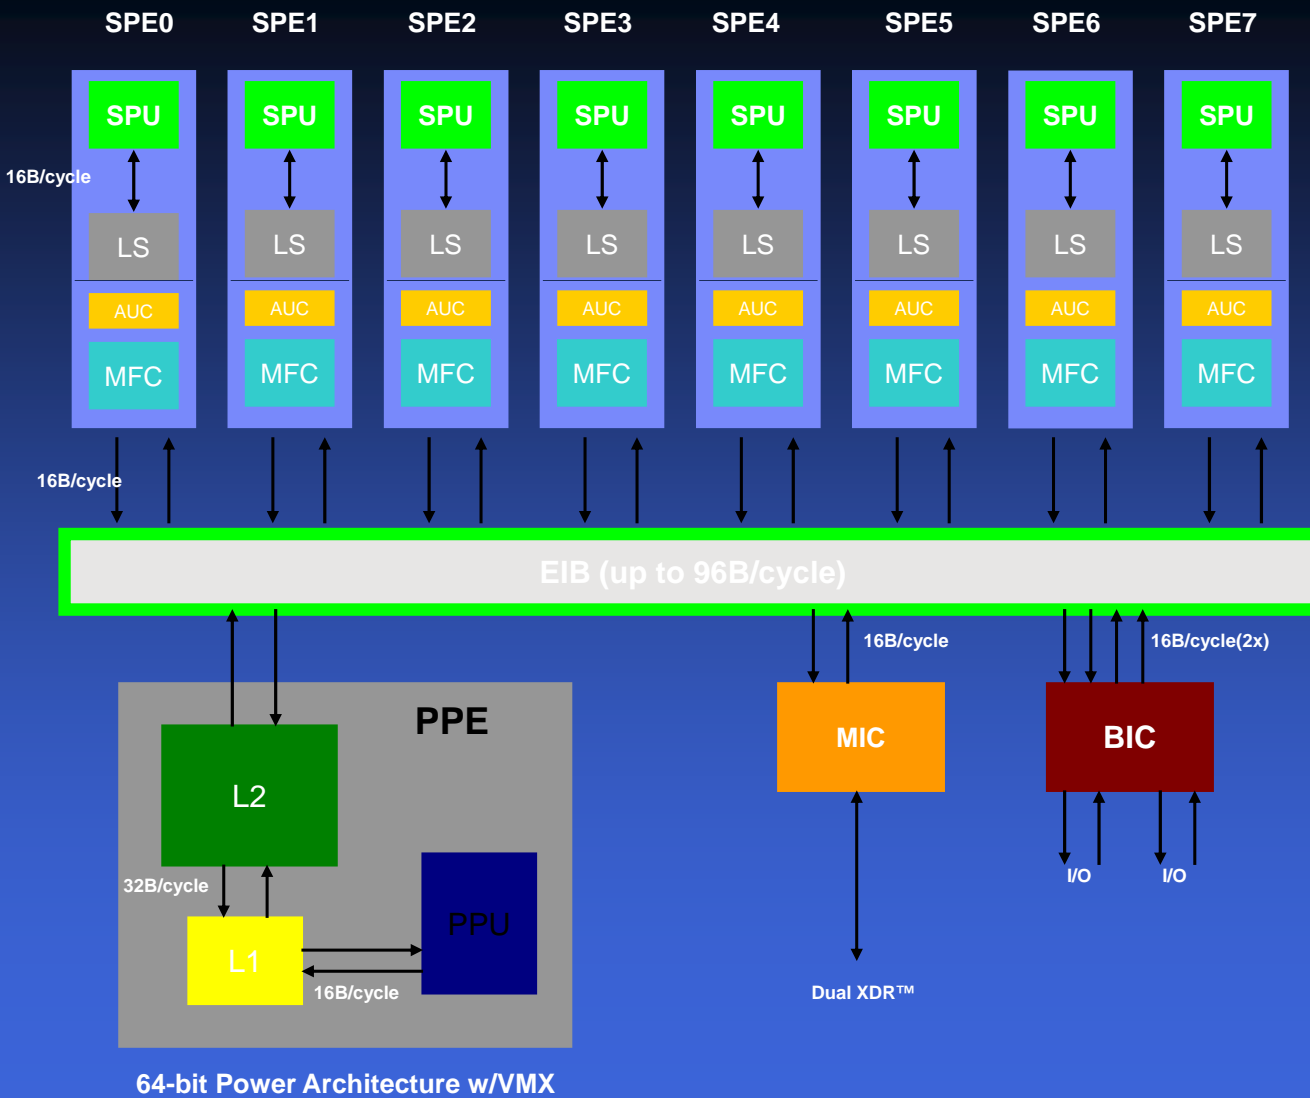 SPE0 SPE1 SPE2 SPE3 SPE4 SPE5 SPE6 SPE7
SPU SPU SPU SPU SPU SPU SPU SPU
16B/cycle
LS LS LS LS LS LS LS LS
AUC AUC AUC AUC AUC AUC AUC AUC
MFC MFC MFC MFC MFC MFC MFC MFC
16B/cycle
EIB (up to 96B/cycle)
16B/cycle 16B/cycle(2x)
PPE
MIC BIC
L2
32B/cycle
I/O I/O
PPU
L1
16B/cycle
Dual XDR™
64-bit Power Architecture w/VMX